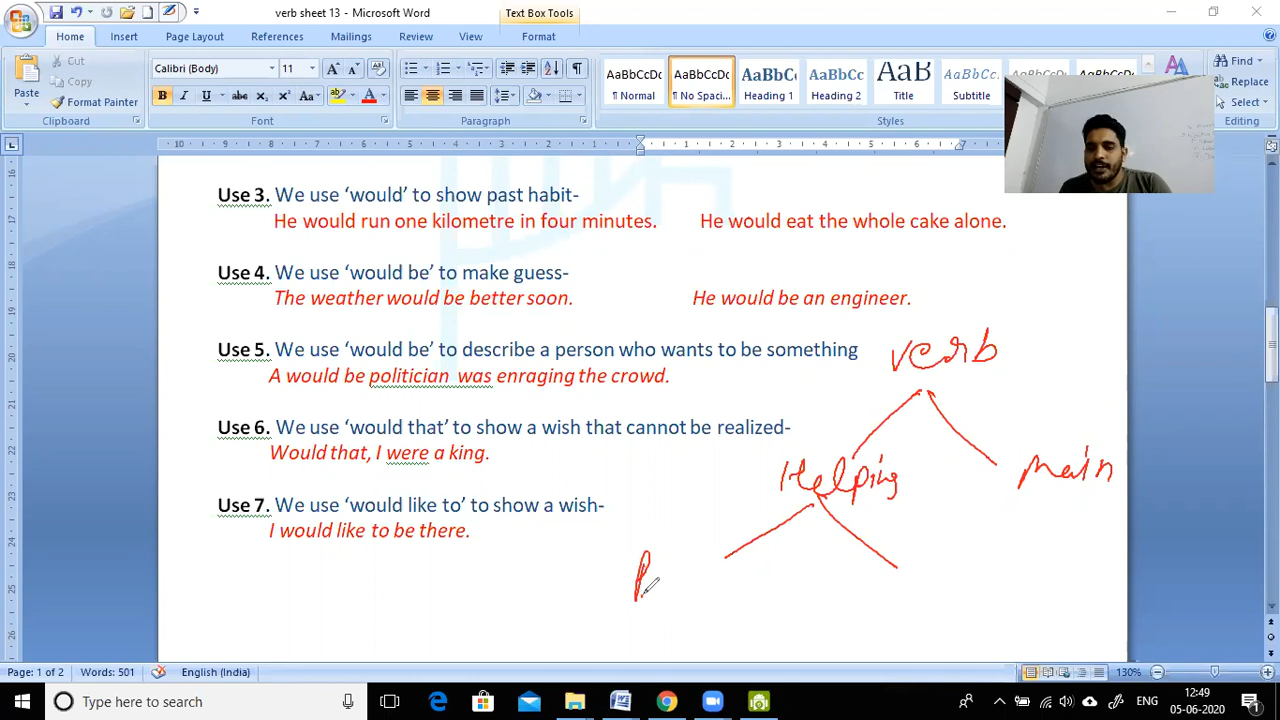 verb sheet 13 - Microsoft Word
Text Box Tools
Home Insert Page Layout References Mailings Review View Format
Cut
Copy
Format Painter
Paste
Calibri (Body) 11
AaBbCcDc AaBbCcDc AaBbCc AaBbCc AaB AaBbCc
¶ Normal ¶ No Spaci... Heading 1 Heading 2 Title Subtitle
Find
Replace
Select
Clipboard Font Paragraph Styles Editing
Use 3. We use ‘would’ to show past habit-
He would run one kilometre in four minutes. He would eat the whole cake alone.
Use 4. We use ‘would be’ to make guess-
The weather would be better soon. He would be an engineer.
Use 5. We use ‘would be’ to describe a person who wants to be something
A would be politician was enraging the crowd.
Use 6. We use ‘would that’ to show a wish that cannot be realized-
Would that, I were a king.
Use 7. We use ‘would like to’ to show a wish-
I would like to be there.
verb
Helping main
Page: 1 of 2 Words: 501 English (India) 130%
Type here to search
ENG
12:49
05-06-2020